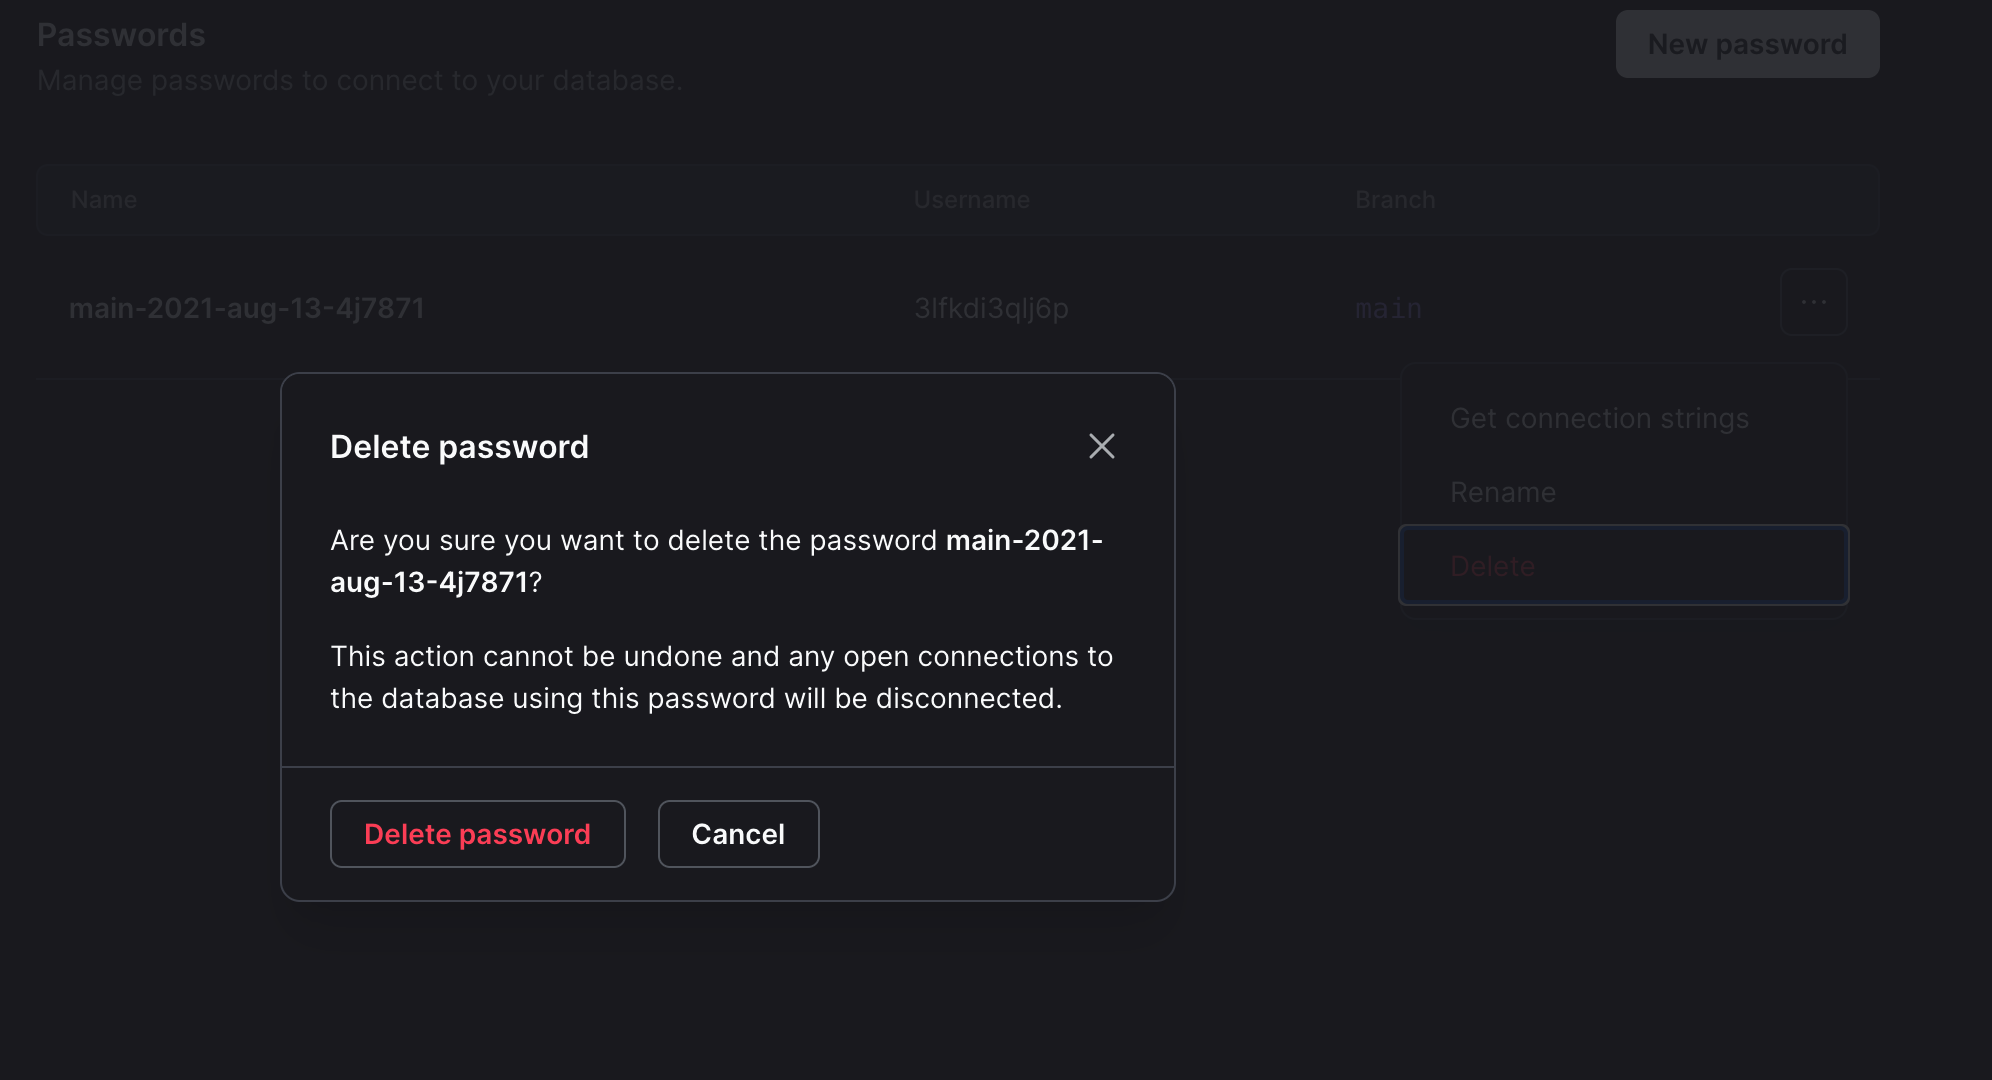 Passwords
New password
Manage passwords to connect to your database.
Name Username Branch
main-2021-aug-13-4j7871 3lfkdi3qlj6p main
...
Get connection strings
Rename
Delete
Delete password
Are you sure you want to delete the password main-2021-
aug-13-4j7871?
This action cannot be undone and any open connections to
the database using this password will be disconnected.
Delete password Cancel